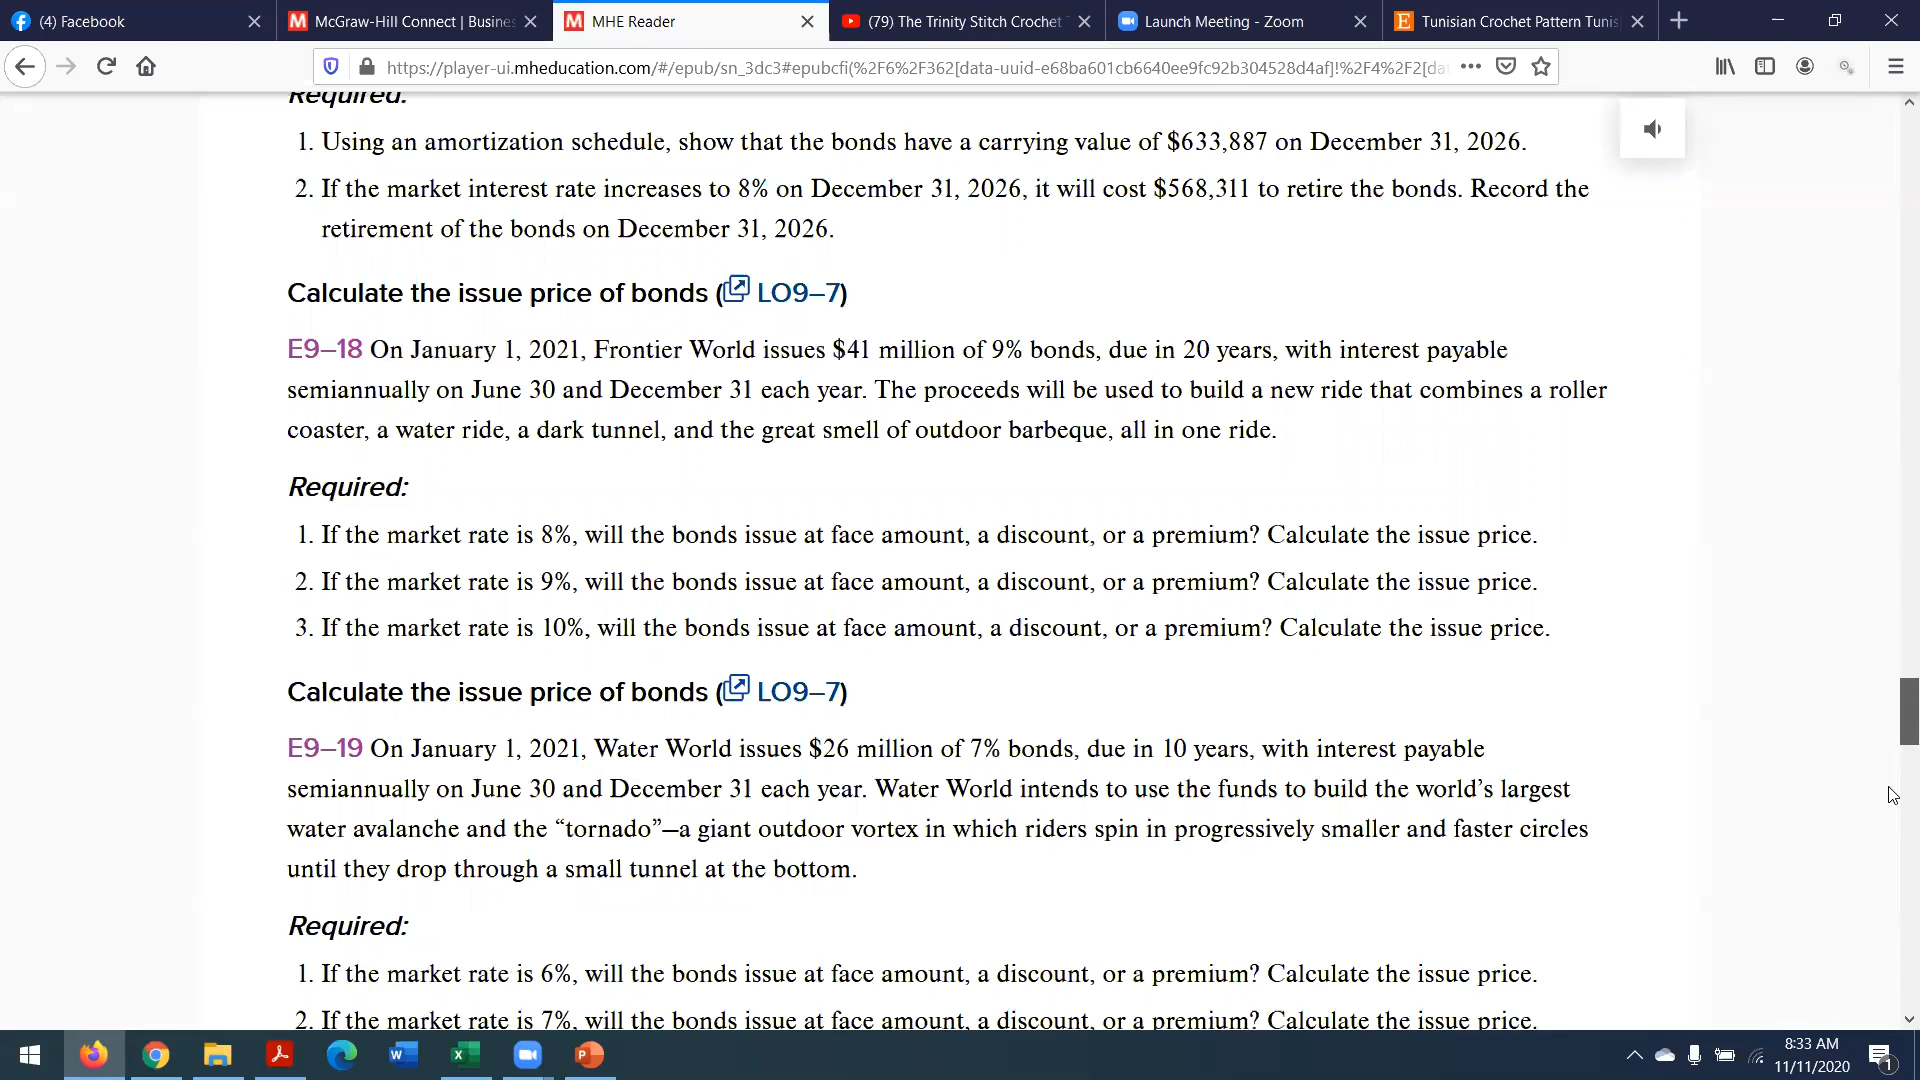 (4) Facebook
McGraw-Hill Connect | Busines
MHE Reader
(79) The Trinity Stitch Crochet T
Launch Meeting - Zoom
Tunisian Crochet Pattern Tunis
https://player-ui.mheducation.com/#/epub/sn_3dc3#epubcfi(%2F6%2F362[data-uuid-e68ba601cb6640ee9fc92b304528d4af]!%2F4%2F2[dat
Required:
1. Using an amortization schedule, show that the bonds have a carrying value of $633,887 on December 31, 2026.
2. If the market interest rate increases to 8% on December 31, 2026, it will cost $568,311 to retire the bonds. Record the
retirement of the bonds on December 31, 2026.
Calculate the issue price of bonds ( LO9–7)
E9–18 On January 1, 2021, Frontier World issues $41 million of 9% bonds, due in 20 years, with interest payable
semiannually on June 30 and December 31 each year. The proceeds will be used to build a new ride that combines a roller
coaster, a water ride, a dark tunnel, and the great smell of outdoor barbeque, all in one ride.
Required:
1. If the market rate is 8%, will the bonds issue at face amount, a discount, or a premium? Calculate the issue price.
2. If the market rate is 9%, will the bonds issue at face amount, a discount, or a premium? Calculate the issue price.
3. If the market rate is 10%, will the bonds issue at face amount, a discount, or a premium? Calculate the issue price.
Calculate the issue price of bonds ( LO9–7)
E9–19 On January 1, 2021, Water World issues $26 million of 7% bonds, due in 10 years, with interest payable
semiannually on June 30 and December 31 each year. Water World intends to use the funds to build the world’s largest
water avalanche and the “tornado”—a giant outdoor vortex in which riders spin in progressively smaller and faster circles
until they drop through a small tunnel at the bottom.
Required:
1. If the market rate is 6%, will the bonds issue at face amount, a discount, or a premium? Calculate the issue price.
2. If the market rate is 7%, will the bonds issue at face amount, a discount, or a premium? Calculate the issue price.
8:33 AM
11/11/2020
1